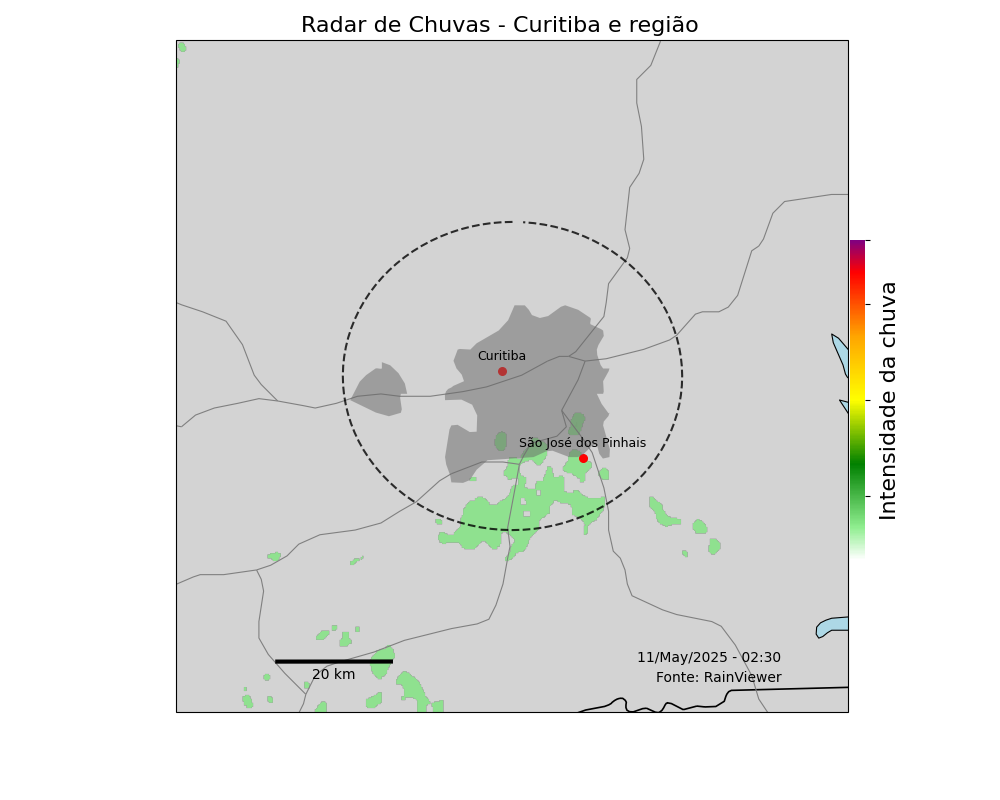 Radar de Chuvas - Curitiba e região
Curitiba
São José dos Pinhais
Intensidade da chuva
11/May/2025 - 02:30
Fonte: RainViewer
20 km